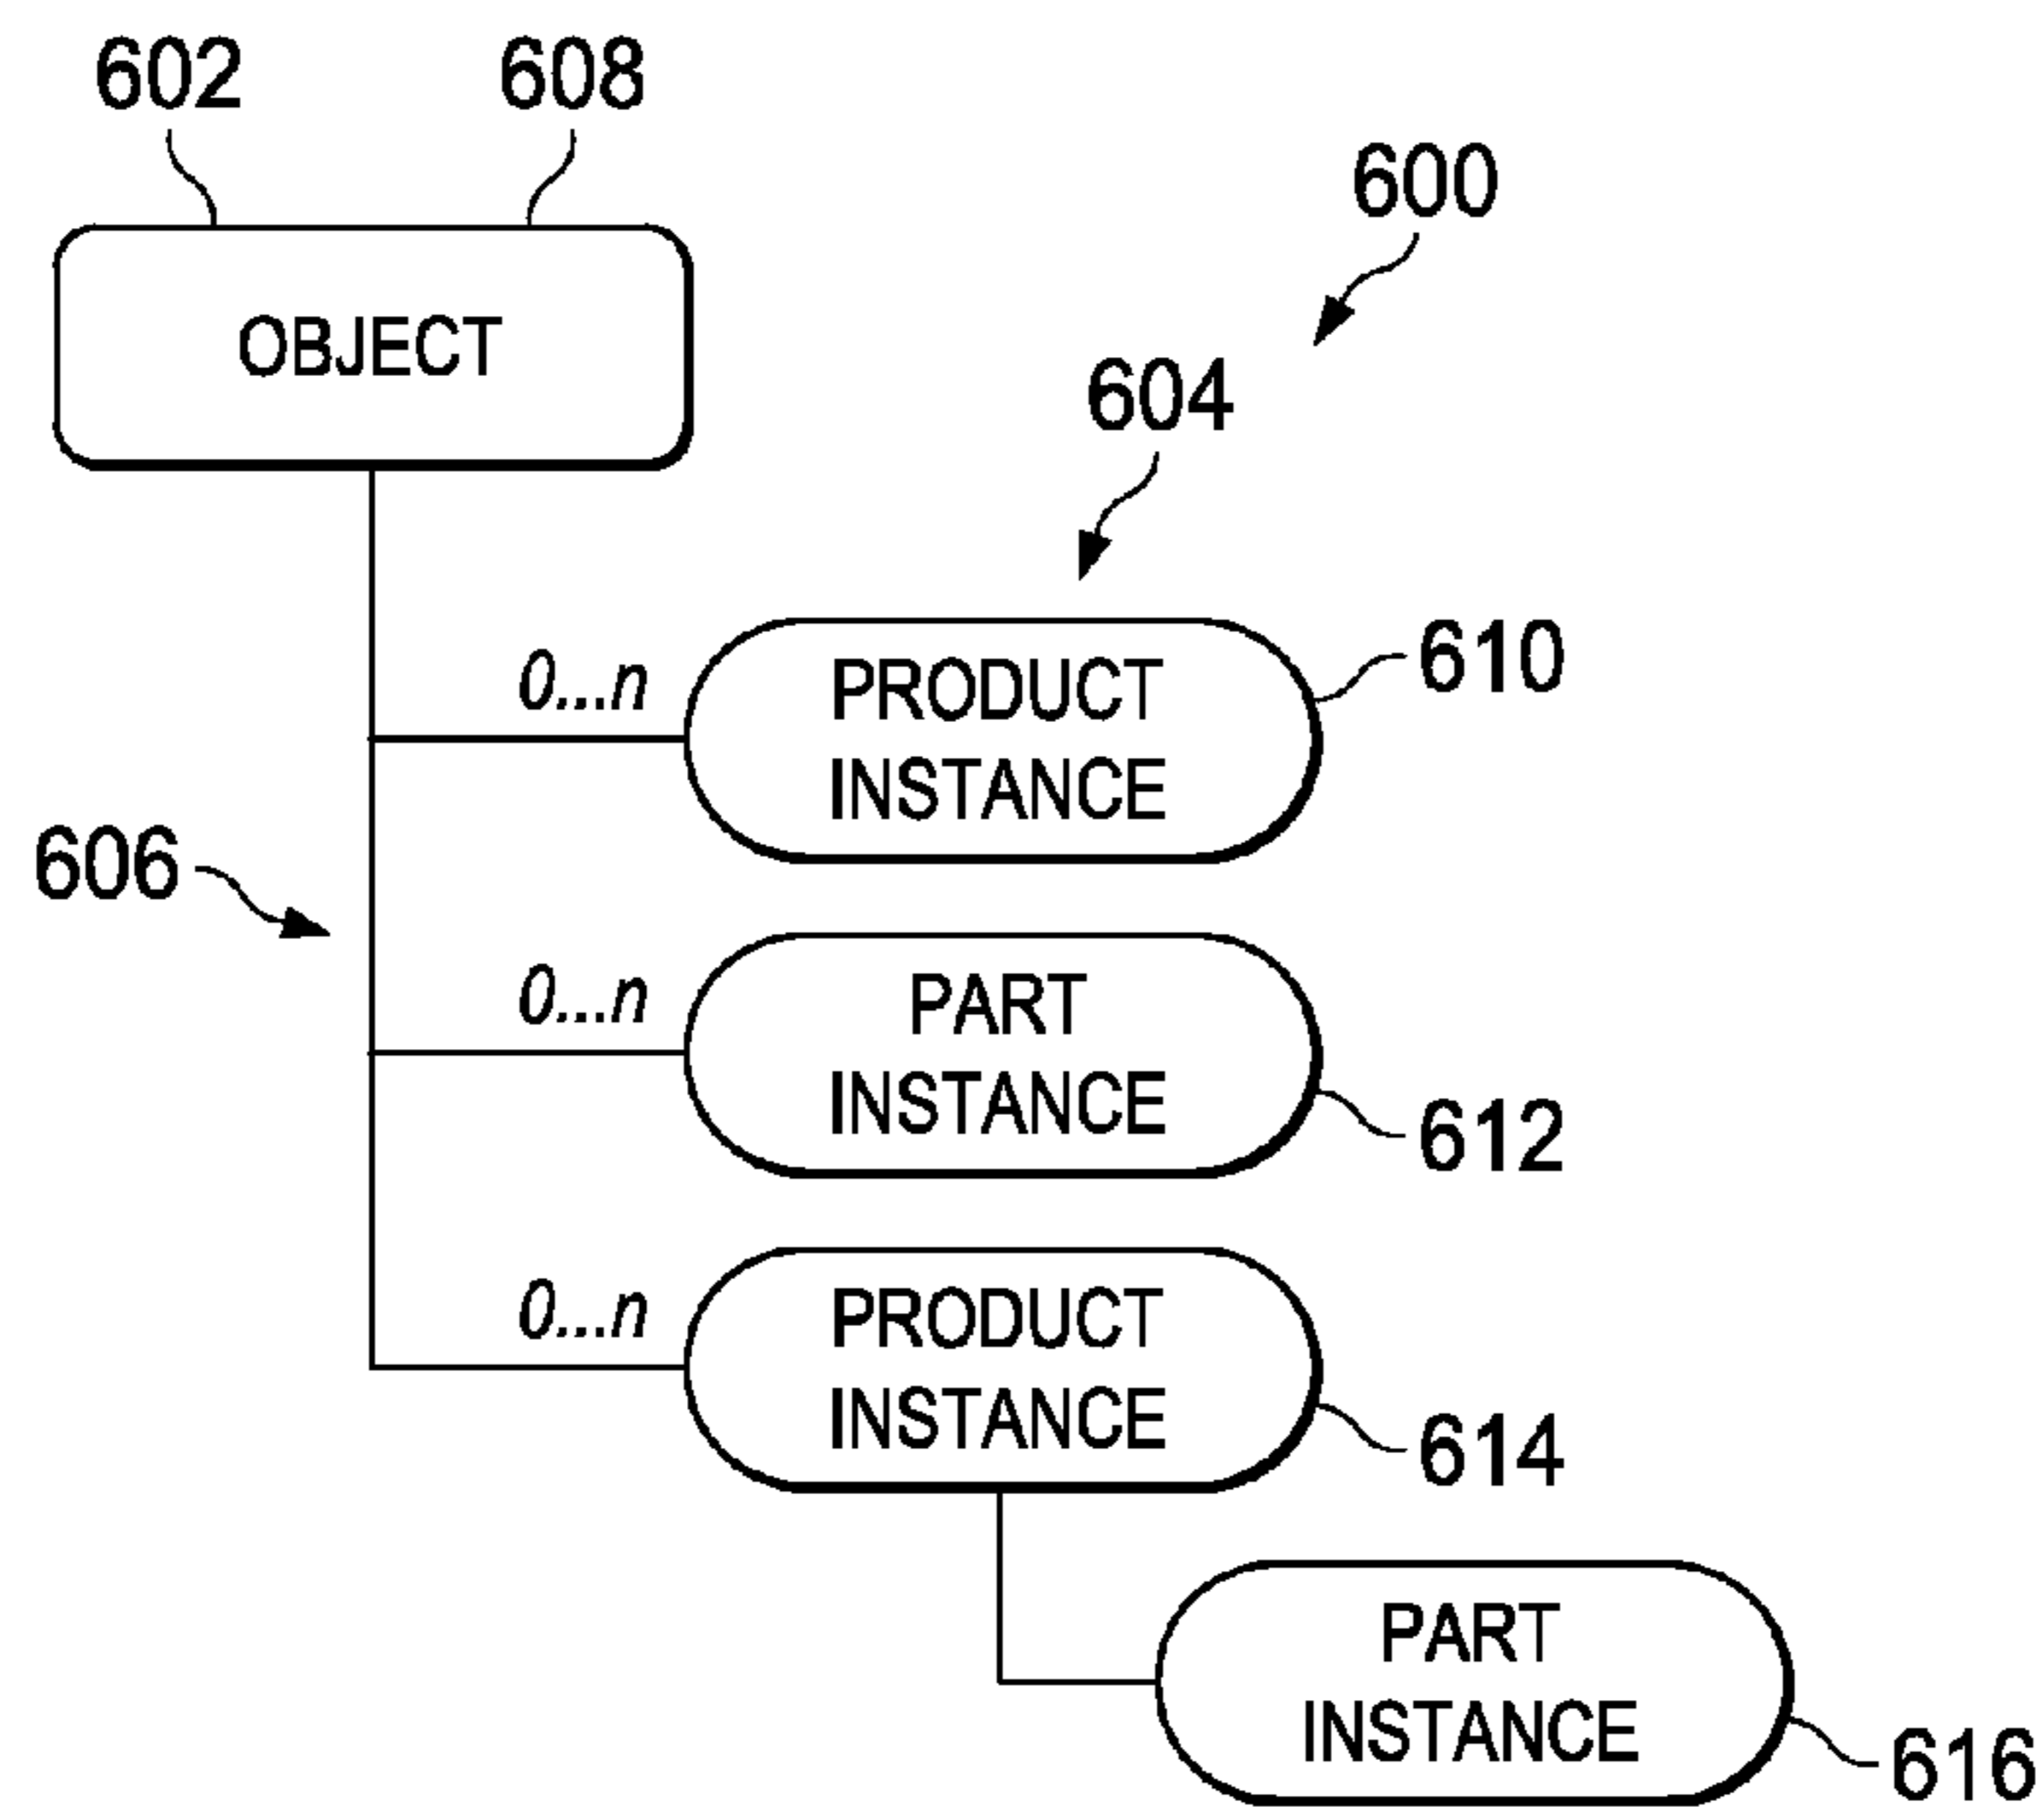 602 608
600
OBJECT
604
0...n PRODUCT 610
INSTANCE
606
0...n PART
INSTANCE 612
0...n PRODUCT
INSTANCE 614
PART
INSTANCE 616